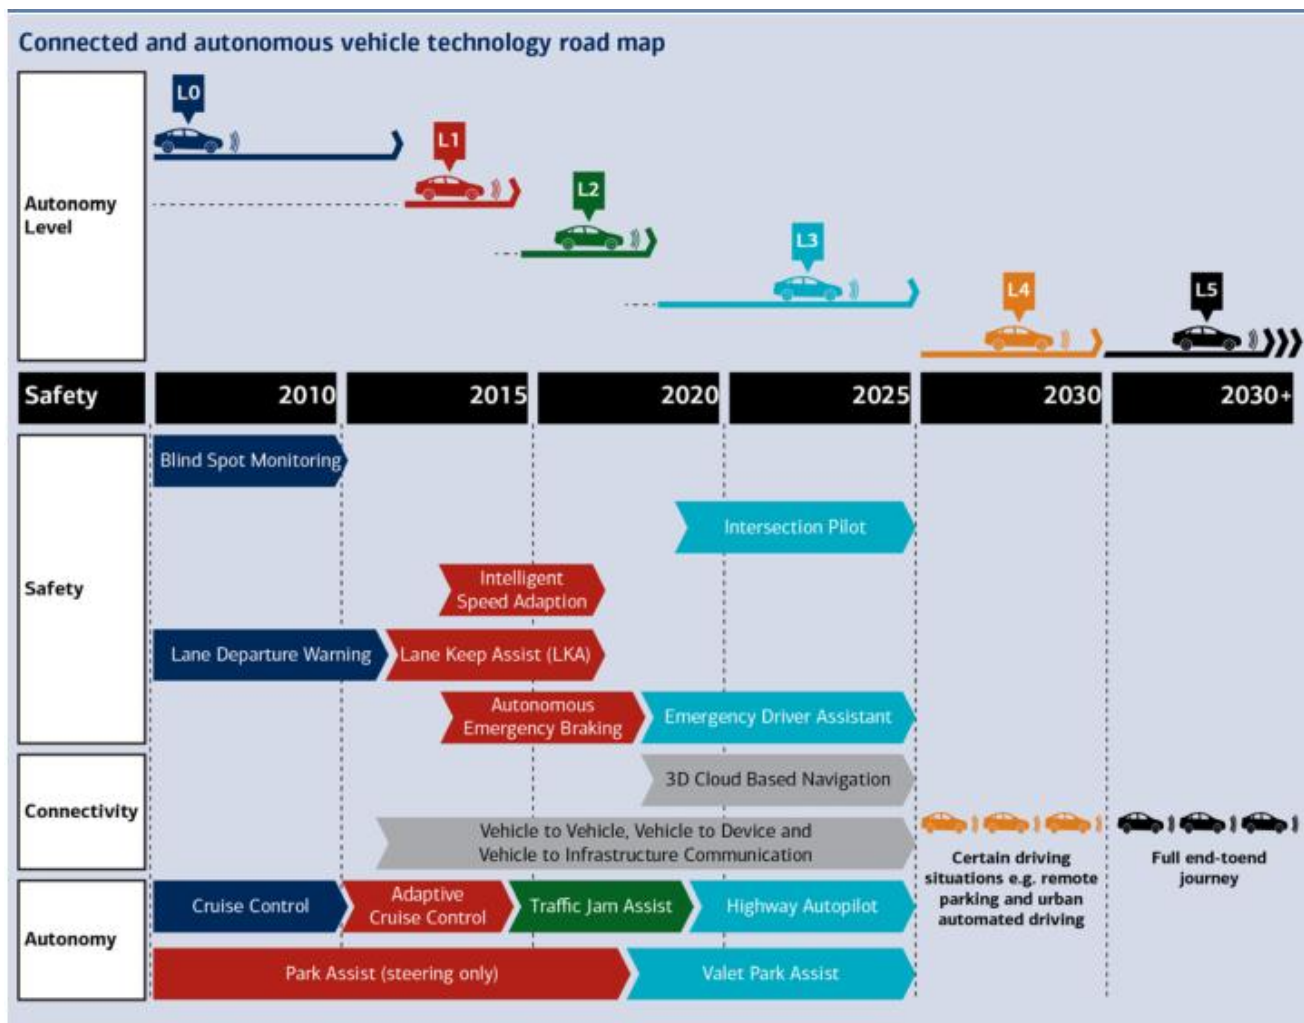 Connected and autonomous vehicle technology road map
L0
L1
Autonomy
Level
L2
L3
L4
L5
Safety
2010
2015
2020
2025
2030
2030+
Blind Spot Monitoring
Intersection Pilot
Safety
Intelligent
Speed Adaption
Lane Departure Warning
Lane Keep Assist (LKA)
Autonomous
Emergency Braking
Emergency Driver Assistant
Connectivity
3D Cloud Based Navigation
Vehicle to Vehicle, Vehicle to Device and
Vehicle to Infrastructure Communication
Certain driving
situations e.g. remote
parking and urban
automated driving
Full end-toend
journey
Autonomy
Cruise Control
Adaptive
Cruise Control
Traffic Jam Assist
Highway Autopilot
Park Assist (steering only)
Valet Park Assist